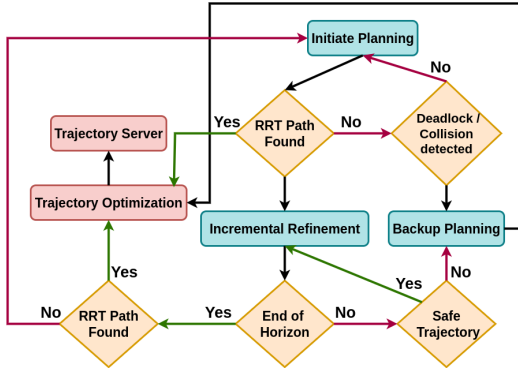 Initiate Planning
No
Yes
RRT Path
Found
No
Deadlock /
Collision
detected
Trajectory Server
Trajectory Optimization
Incremental Refinement
Backup Planning
Yes
Yes
No
No
RRT Path
Found
Yes
End of
Horizon
No
Safe
Trajectory